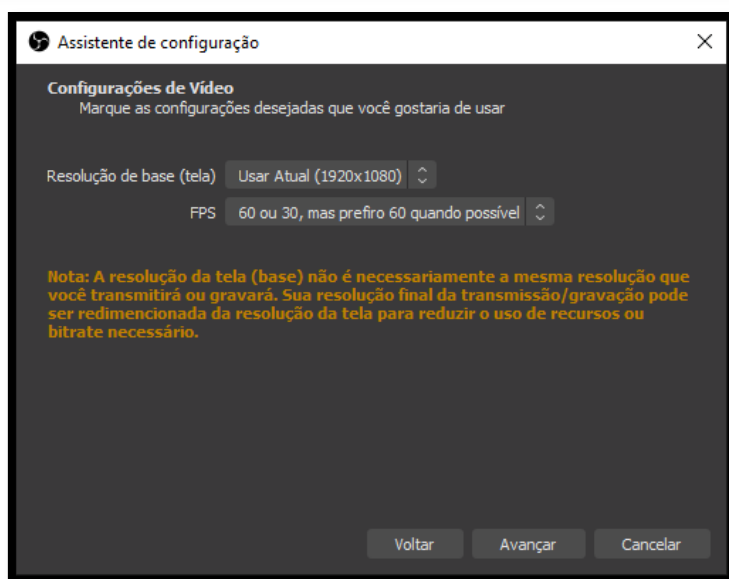 Assistente de configuração
Configurações de Vídeo
Marque as configurações desejadas que você gostaria de usar
Resolução de base (tela) Usar Atual (1920x1080)
FPS 60 ou 30, mas prefiro 60 quando possível
Nota: A resolução da tela (base) não é necessariamente a mesma resolução que
você transmitirá ou gravará. Sua resolução final da transmissão/gravação pode
ser redimencionada da resolução da tela para reduzir o uso de recursos ou
bitrate necessário.
Voltar Avançar Cancelar